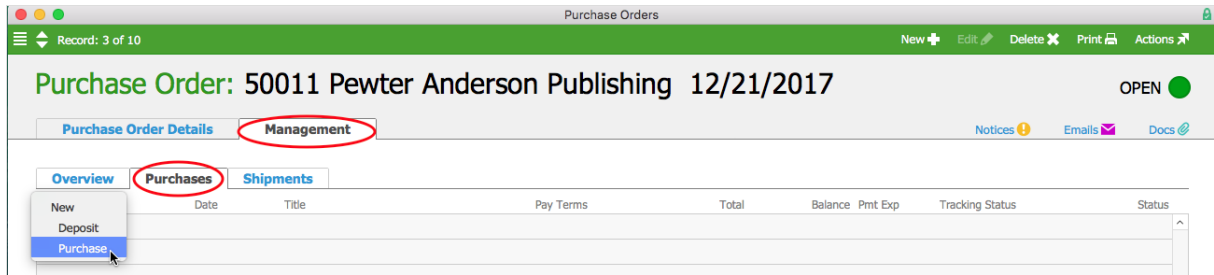 Purchase Orders
Record: 3 of 10 New Edit Delete Print Actions
Purchase Order: 50011 Pewter Anderson Publishing 12/21/2017 OPEN
Purchase Order Details Management Notices Emails Docs
Overview Purchases Shipments
New Date Title Pay Terms Total Balance Pmt Exp Tracking Status Status
Deposit
Purchase